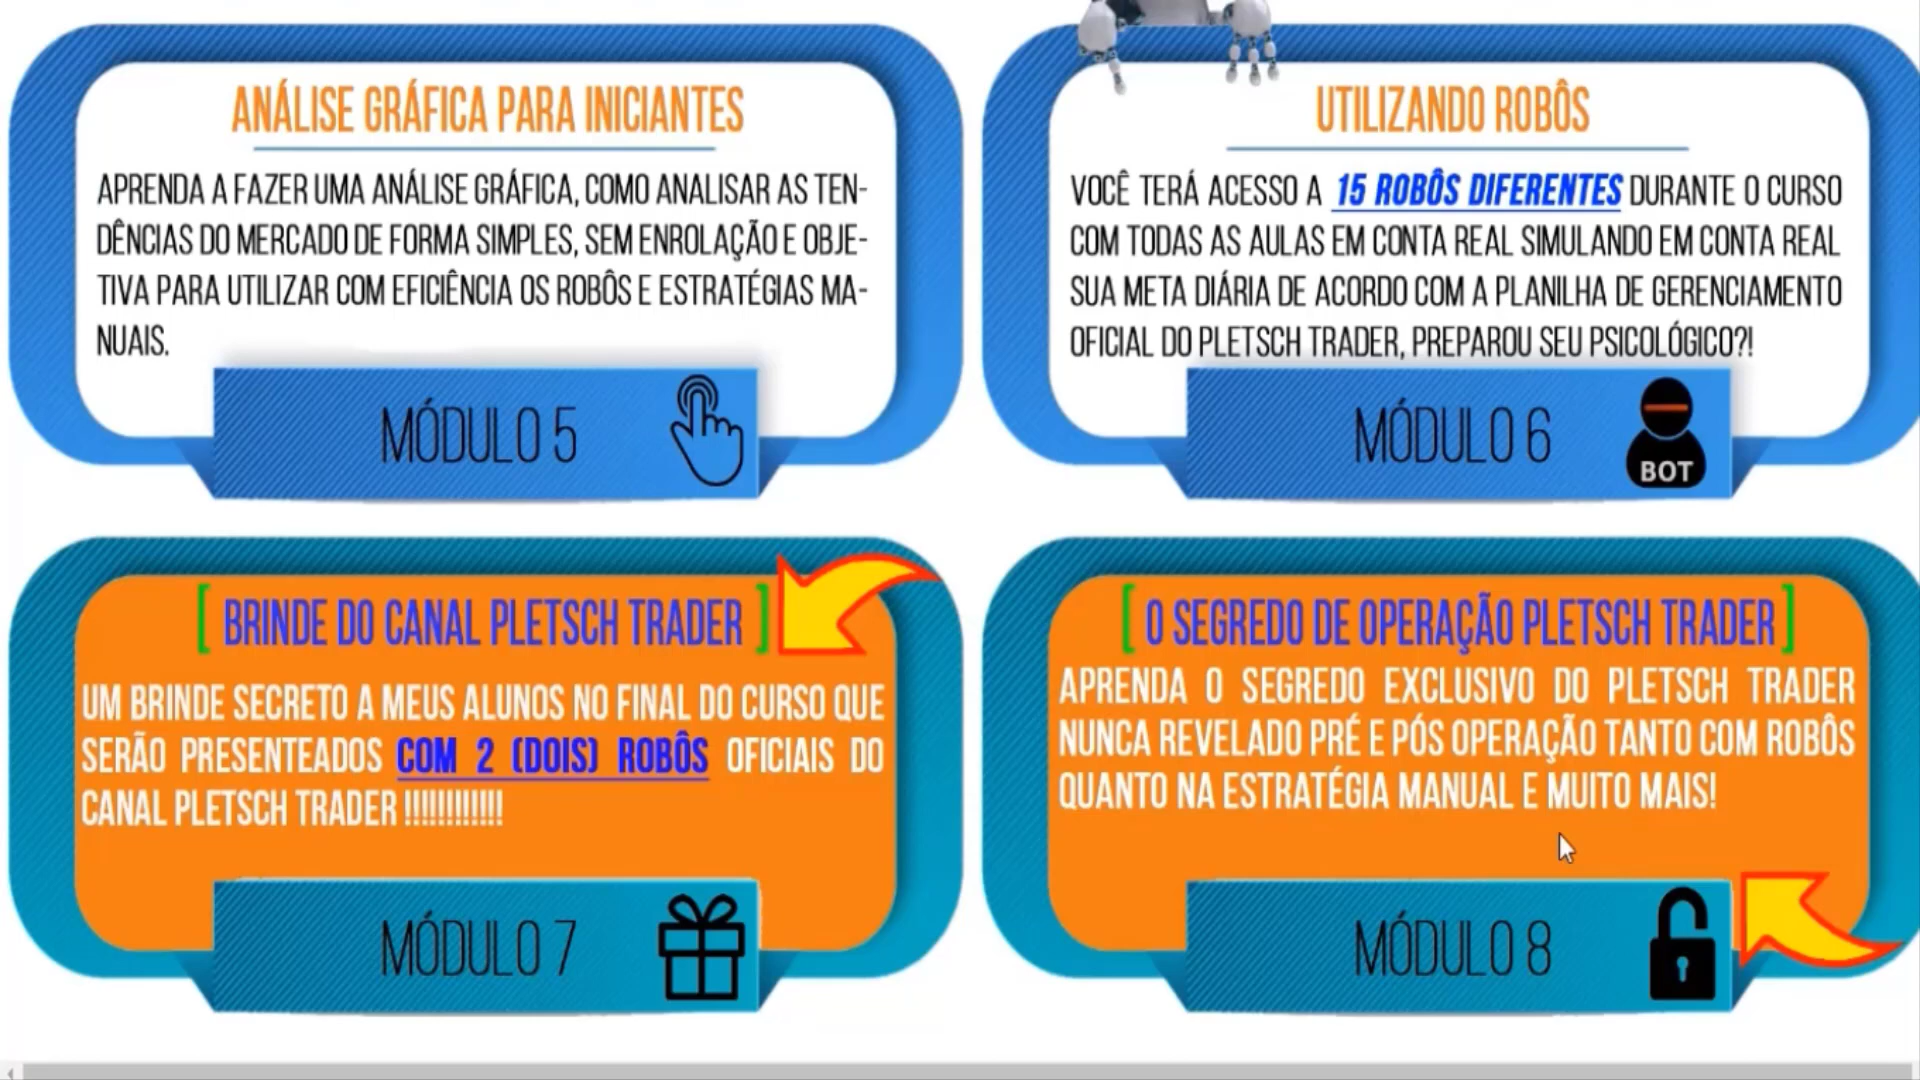 ANÁLISE GRÁFICA PARA INICIANTES
APRENDA A FAZER UMA ANÁLISE GRÁFICA, COMO ANALISAR AS TEN-
DÊNCIAS DO MERCADO DE FORMA SIMPLES, SEM ENROLAÇÃO E OBJE-
TIVA PARA UTILIZAR COM EFICIÊNCIA OS ROBÔS E ESTRATÉGIAS MA-
NUAIS.
MÓDULO 5
UTILIZANDO ROBÔS
VOCÊ TERÁ ACESSO A 15 ROBÔS DIFERENTES DURANTE O CURSO
COM TODAS AS AULAS EM CONTA REAL SIMULANDO EM CONTA REAL
SUA META DIÁRIA DE ACORDO COM A PLANILHA DE GERENCIAMENTO
OFICIAL DO PLETSCH TRADER, PREPAROU SEU PSICOLÓGICO?!
MÓDULO 6
BOT
[ BRINDE DO CANAL PLETSCH TRADER ]
UM BRINDE SECRETO A MEUS ALUNOS NO FINAL DO CURSO QUE
SERÃO PRESENTEADOS COM 2 (DOIS) ROBÔS OFICIAIS DO
CANAL PLETSCH TRADER !!!!!!!!!!!!
MÓDULO 7
[ O SEGREDO DE OPERAÇÃO PLETSCH TRADER ]
APRENDA O SEGREDO EXCLUSIVO DO PLETSCH TRADER
NUNCA REVELADO PRÉ E PÓS OPERAÇÃO TANTO COM ROBÔS
QUANTO NA ESTRATÉGIA MANUAL E MUITO MAIS!
MÓDULO 8